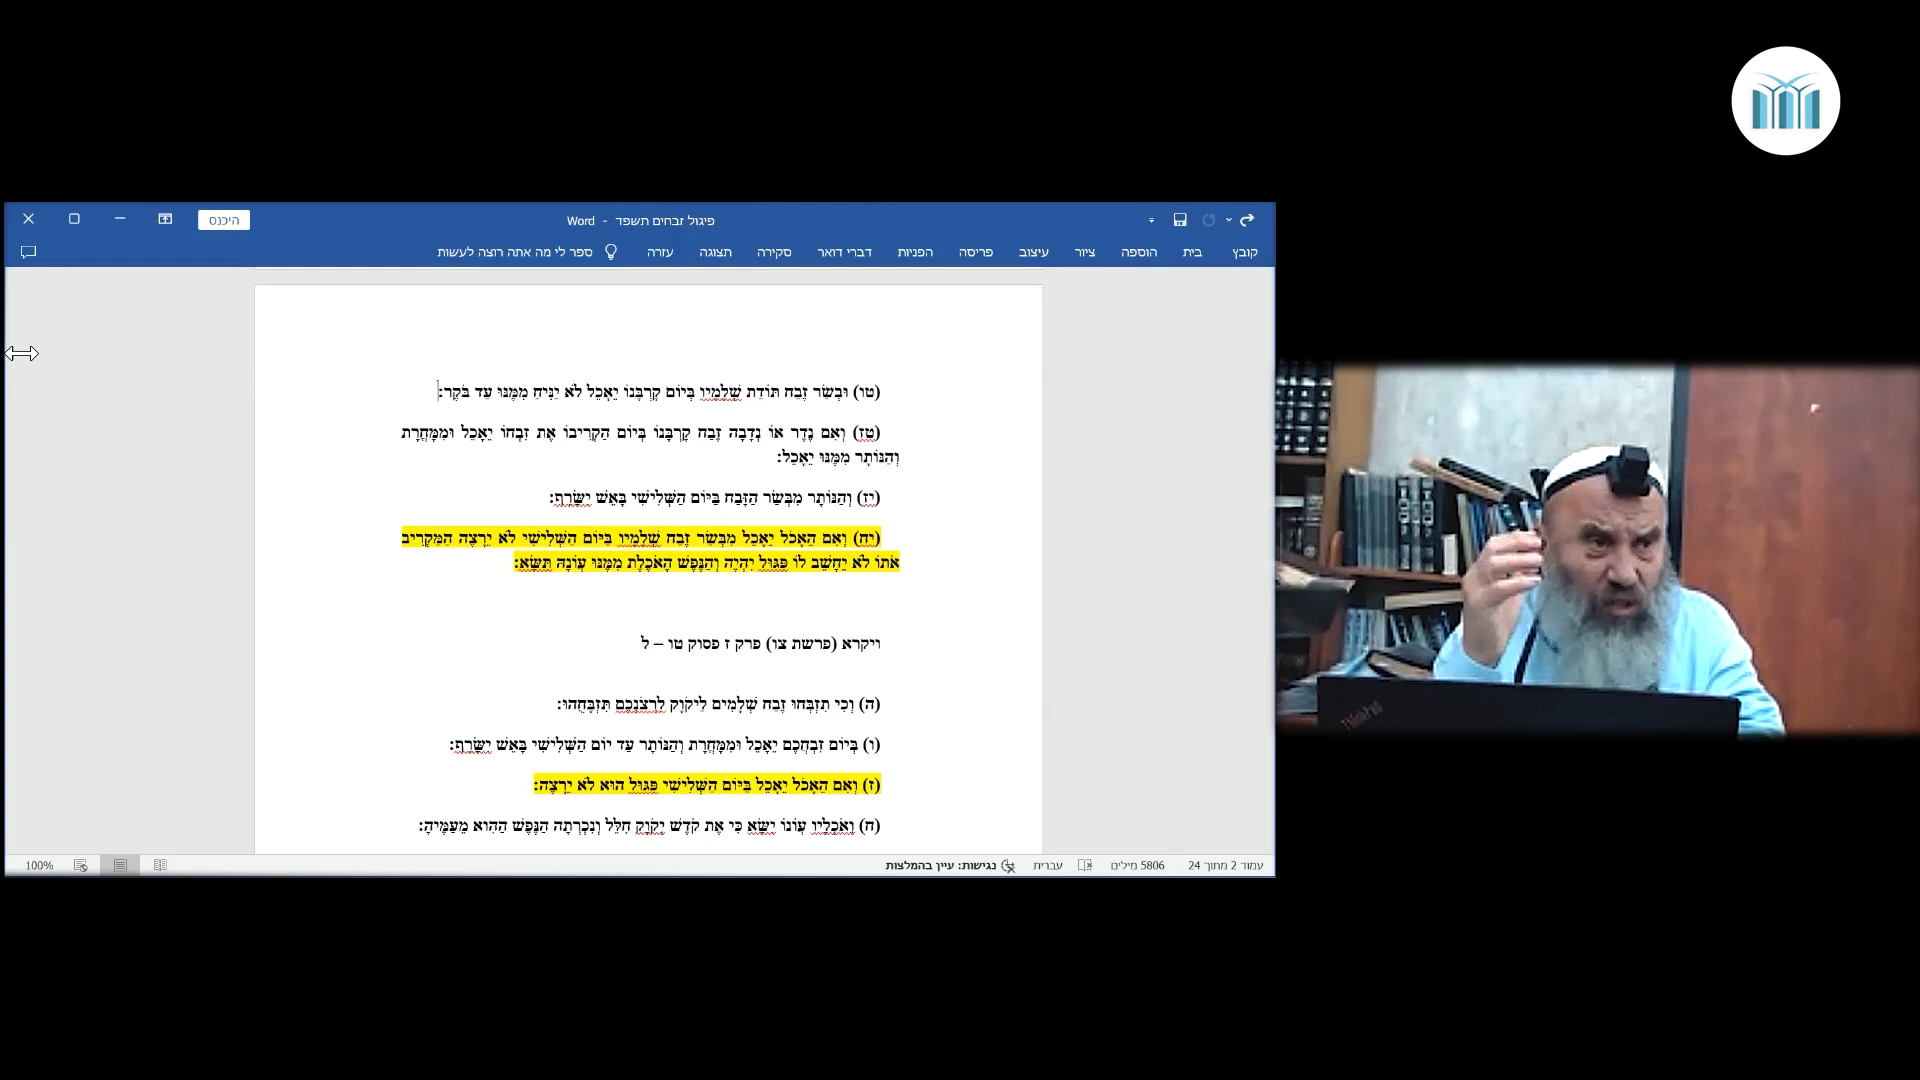 היכנס
פיגול זבחים תשפד - Word
קובץ בית הוספה ציור עיצוב פריסה הפניות דברי דואר סקירה תצוגה עזרה ספר לי מה אתה רוצה לעשות
(טו) וּבְשַׂר זֶבַח תּוֹדַת שְׁלָמָיו בְּיוֹם קָרְבָּנוֹ יֵאָכֵל לֹא יַנִּיחַ מִמֶּנּוּ עַד בֹּקֶר:
(טז) וְאִם נֶדֶר אוֹ נְדָבָה זֶבַח קָרְבָּנוֹ בְּיוֹם הַקְרִיבוֹ אֶת זִבְחוֹ יֵאָכֵל וּמִמָּחֳרָת
וְהַנּוֹתָר מִמֶּנּוּ יֵאָכֵל:
(יז) וְהַנּוֹתָר מִבְּשַׂר הַזָּבַח בַּיּוֹם הַשְּׁלִישִׁי בָּאֵשׁ יִשָּׂרֵף:
(יח) וְאִם הֵאָכֹל יֵאָכֵל מִבְּשַׂר זֶבַח שְׁלָמָיו בַּיּוֹם הַשְּׁלִישִׁי לֹא יֵרָצֶה הַמַּקְרִיב
אֹתוֹ לֹא יֵחָשֵׁב לוֹ פִּגּוּל יִהְיֶה וְהַנֶּפֶשׁ הָאֹכֶלֶת מִמֶּנּוּ עֲוֹנָהּ תִּשָּׂא:
ויקרא (פרשת צו) פרק ז פסוק טו – ל
(ה) וְכִי תִזְבְּחוּ זֶבַח שְׁלָמִים לַיקֹוָק לִרְצֹנְכֶם תִּזְבָּחֻהוּ:
(ו) בְּיוֹם זִבְחֲכֶם יֵאָכֵל וּמִמָּחֳרָת וְהַנּוֹתָר עַד יוֹם הַשְּׁלִישִׁי בָּאֵשׁ יִשָּׂרֵף:
(ז) וְאִם הֵאָכֹל יֵאָכֵל בַּיּוֹם הַשְּׁלִישִׁי פִּגּוּל הוּא לֹא יֵרָצֶה:
(ח) וְאֹכְלָיו עֲוֹנוֹ יִשָּׂא כִּי אֶת קֹדֶשׁ יְקֹוָק חִלֵּל וְנִכְרְתָה הַנֶּפֶשׁ הַהִוא מֵעַמֶּיהָ:
עמוד 2 מתוך 24 5806 מילים עברית נגישות: עיין בהמלצות 100%
ThinkPad